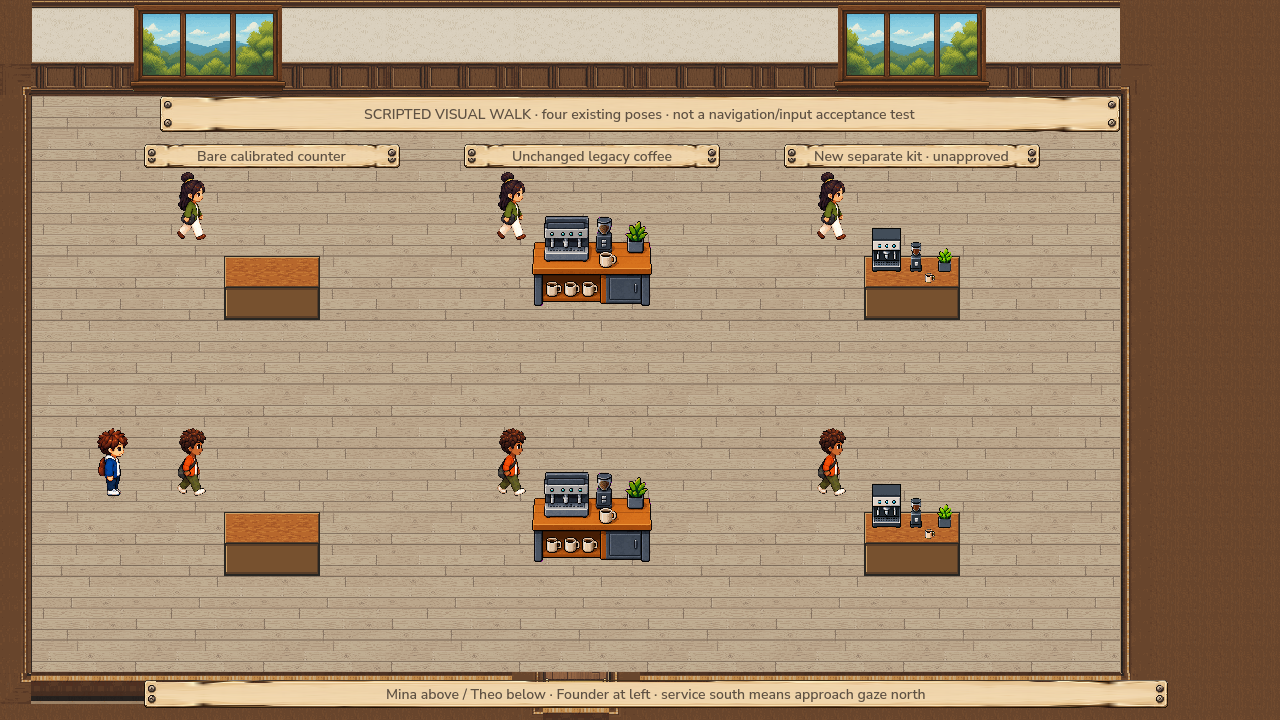 SCRIPTED VISUAL WALK · four existing poses · not a navigation/input acceptance test
Bare calibrated counter
Unchanged legacy coffee
New separate kit · unapproved
Mina above / Theo below · Founder at left · service south means approach gaze north